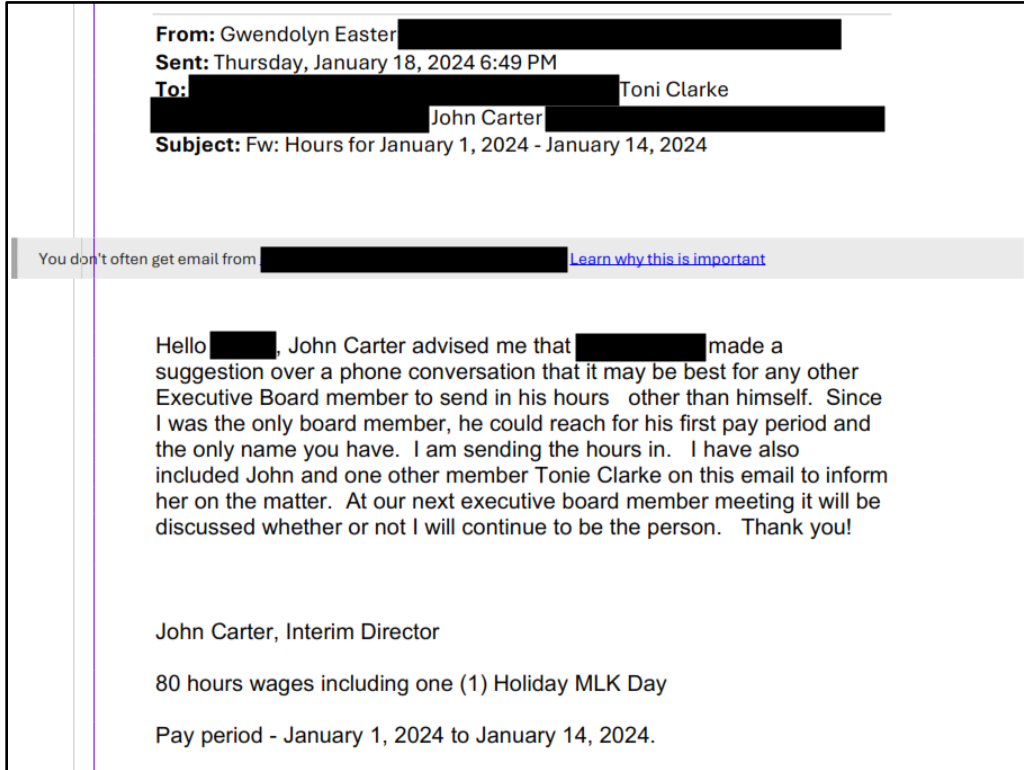 From: Gwendolyn Easter
Sent: Thursday, January 18, 2024 6:49 PM
To: Toni Clarke
John Carter
Subject: Fw: Hours for January 1, 2024 - January 14, 2024
You don't often get email from Learn why this is important
Hello , John Carter advised me that made a
suggestion over a phone conversation that it may be best for any other
Executive Board member to send in his hours other than himself. Since
I was the only board member, he could reach for his first pay period and
the only name you have. I am sending the hours in. I have also
included John and one other member Tonie Clarke on this email to inform
her on the matter. At our next executive board member meeting it will be
discussed whether or not I will continue to be the person. Thank you!
John Carter, Interim Director
80 hours wages including one (1) Holiday MLK Day
Pay period - January 1, 2024 to January 14, 2024.